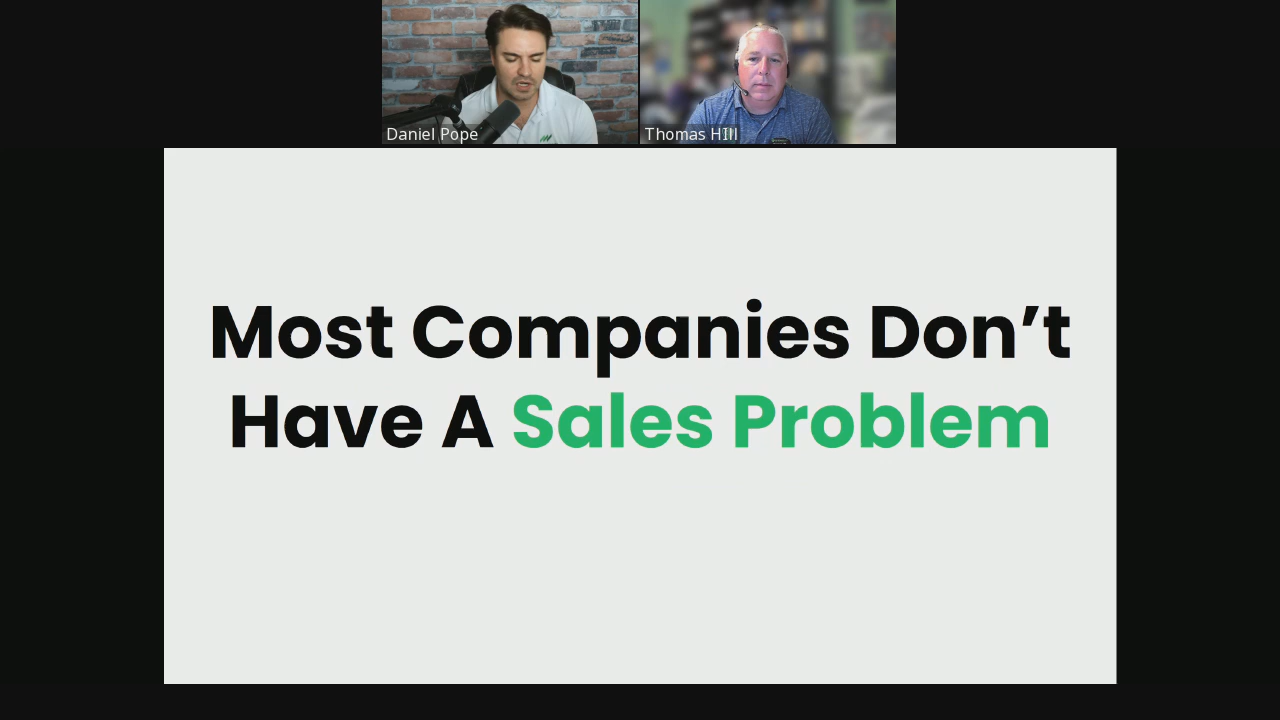 Daniel Pope
Thomas HIll
Most Companies Don’t
Have A Sales Problem